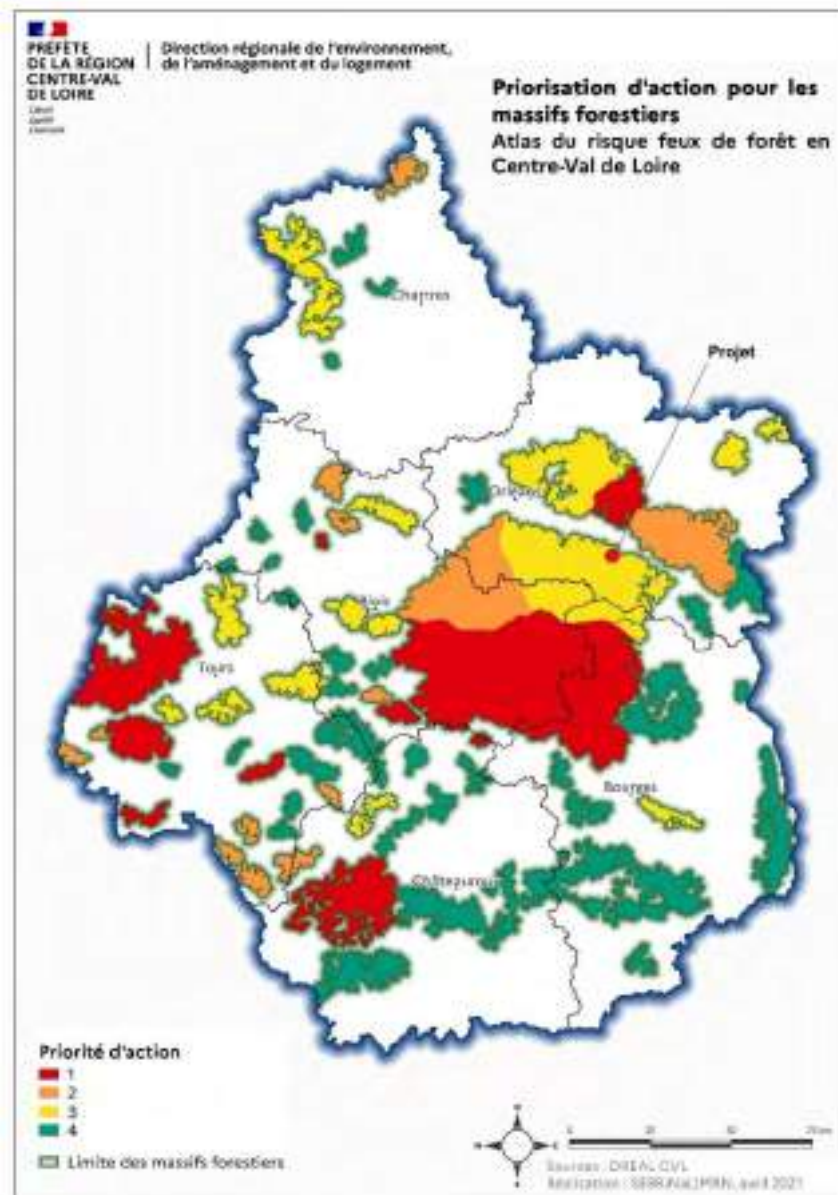 PRÉFÈTE
DE LA RÉGION
CENTRE-VAL
DE LOIRE
Direction régionale de l'environnement,
de l'aménagement et du logement
Priorisation d'action pour les
massifs forestiers
Atlas du risque feux de forêt en
Centre-Val de Loire
Chartres
Projet
Orléans
Blois
Tours
Bourges
Châteauroux
Priorité d'action
1
2
3
4
Limite des massifs forestiers
Sources : DREAL CVL
avril 2021